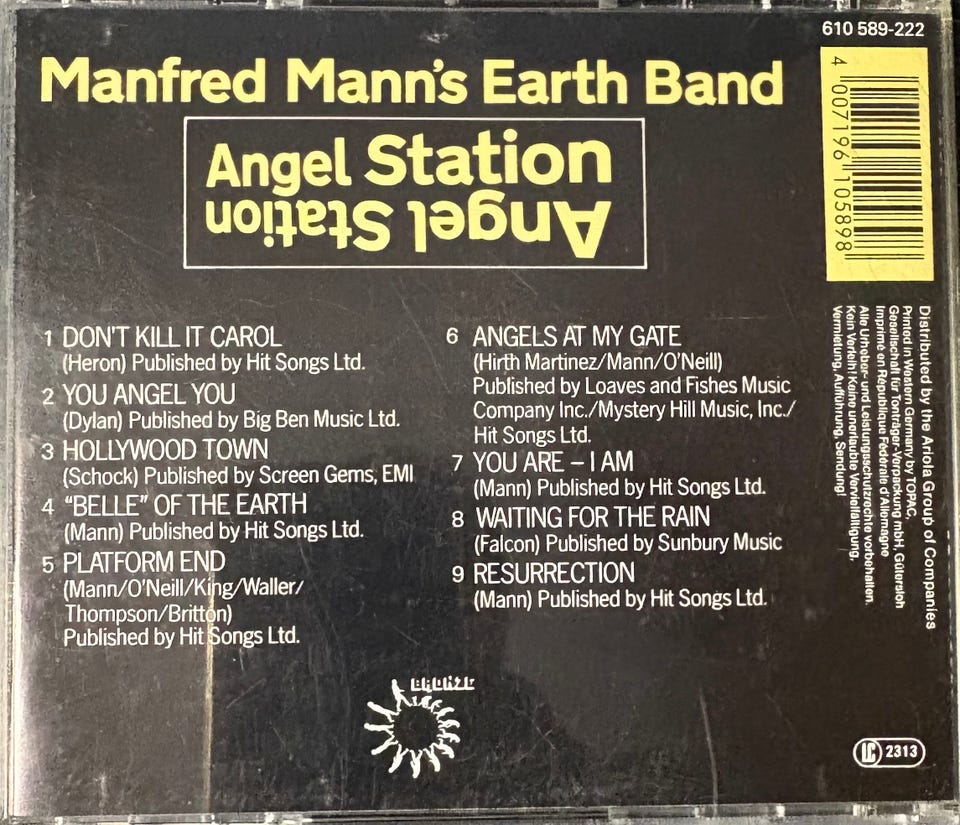 610 589-222
Manfred Mann's Earth Band
Angel Station
Angel Station
4 007196 105898
1 DON'T KILL IT CAROL
(Heron) Published by Hit Songs Ltd.
2 YOU ANGEL YOU
(Dylan) Published by Big Ben Music Ltd.
3 HOLLYWOOD TOWN
(Schock) Published by Screen Gems, EMI
4 "BELLE" OF THE EARTH
(Mann) Published by Hit Songs Ltd.
5 PLATFORM END
(Mann/O'Neill/King/Waller/
Thompson/Britton)
Published by Hit Songs Ltd.
6 ANGELS AT MY GATE
(Hirth Martinez/Mann/O'Neill)
Published by Loaves and Fishes Music
Company Inc./Mystery Hill Music, Inc./
Hit Songs Ltd.
7 YOU ARE – I AM
(Mann) Published by Hit Songs Ltd.
8 WAITING FOR THE RAIN
(Falcon) Published by Sunbury Music
9 RESURRECTION
(Mann) Published by Hit Songs Ltd.
Distributed by the Ariola Group of Companies
Printed in Western Germany by TOPAC,
Gesellschaft für Tonträger-Verpackung mbH, Gütersloh
Imprimé en République Fédérale d'Allemagne
Alle Urheber- und Leistungsschutzrechte vorbehalten.
Kein Verleih! Keine unerlaubte Vervielfältigung,
Vermietung, Aufführung, Sendung!
BRONZE
LC 2313